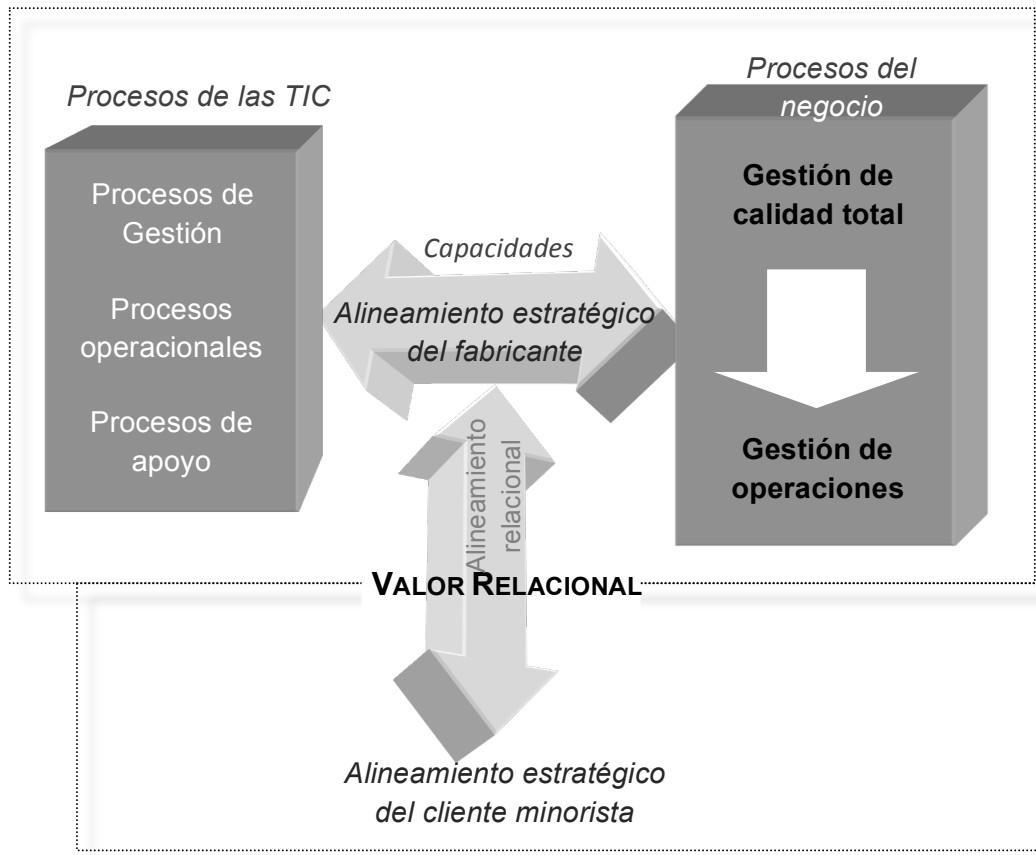 Procesos de las TIC
Procesos de
Gestión
Procesos
operacionales
Procesos de
apoyo
Capacidades
Alineamiento estratégico
del fabricante
Procesos del
negocio
Gestión de
calidad total
Gestión de
operaciones
Alineamiento
relacional
VALOR RELACIONAL
Alineamiento estratégico
del cliente minorista